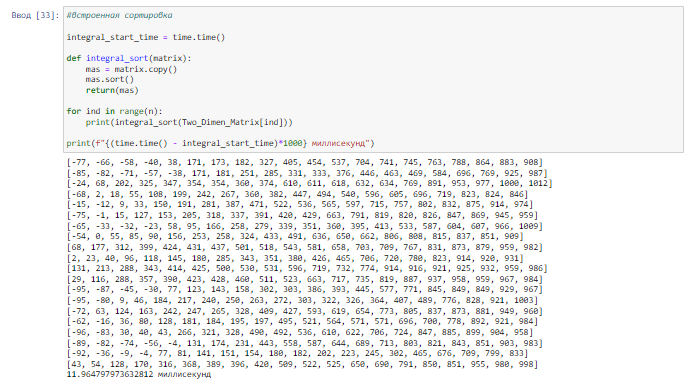 Ввод [33]:
#встроенная сортировка
integral_start_time = time.time()
def integral_sort(matrix):
mas = matrix.copy()
mas.sort()
return(mas)
for ind in range(n):
print(integral_sort(Two_Dimen_Matrix[ind]))
print(f"{(time.time() - integral_start_time)*1000} миллисекунд")
[-77, -66, -58, -40, 38, 171, 173, 182, 327, 405, 454, 537, 704, 741, 745, 763, 788, 864, 883, 908]
[-85, -82, -71, -57, -38, 171, 181, 251, 285, 331, 333, 376, 446, 463, 469, 584, 696, 769, 925, 987]
[-24, 68, 202, 325, 347, 354, 354, 360, 374, 610, 611, 618, 632, 634, 769, 891, 953, 977, 1000, 1012]
[-68, 2, 18, 55, 108, 199, 242, 267, 360, 382, 447, 494, 540, 596, 605, 696, 719, 823, 824, 846]
[-15, -12, 9, 33, 150, 191, 281, 387, 471, 522, 536, 565, 597, 715, 757, 802, 832, 875, 914, 974]
[-75, -1, 15, 127, 153, 205, 318, 337, 391, 420, 429, 663, 791, 819, 820, 826, 847, 869, 945, 959]
[-65, -33, -32, -23, 58, 95, 166, 258, 279, 339, 351, 360, 395, 413, 533, 587, 604, 607, 966, 1009]
[-54, 0, 55, 85, 90, 156, 253, 258, 324, 433, 491, 636, 650, 662, 806, 808, 815, 837, 851, 909]
[68, 177, 312, 399, 424, 431, 437, 501, 518, 543, 581, 658, 703, 709, 767, 831, 873, 879, 959, 982]
[2, 23, 40, 96, 118, 145, 180, 285, 343, 351, 380, 426, 465, 706, 720, 780, 823, 914, 920, 931]
[131, 213, 288, 343, 414, 425, 500, 530, 531, 596, 719, 732, 774, 914, 916, 921, 925, 932, 959, 986]
[29, 116, 288, 357, 390, 423, 428, 460, 511, 523, 663, 717, 735, 819, 887, 937, 958, 959, 967, 984]
[-95, -87, -45, -30, 77, 123, 143, 158, 302, 303, 386, 393, 445, 577, 771, 845, 849, 849, 929, 967]
[-95, -80, 9, 46, 184, 217, 240, 250, 263, 272, 303, 322, 326, 364, 407, 489, 776, 828, 921, 1003]
[-72, 63, 124, 163, 242, 247, 265, 328, 409, 427, 593, 619, 654, 773, 805, 837, 873, 881, 949, 960]
[-62, -16, 36, 80, 128, 181, 184, 195, 197, 495, 521, 564, 571, 571, 696, 700, 778, 892, 921, 984]
[-96, -83, 30, 40, 43, 266, 321, 328, 490, 492, 536, 610, 622, 706, 724, 847, 885, 899, 904, 958]
[-89, -82, -74, -56, -4, 131, 174, 231, 443, 558, 587, 644, 689, 713, 803, 821, 843, 851, 903, 983]
[-92, -36, -9, -4, 77, 81, 141, 151, 154, 180, 182, 202, 223, 245, 302, 465, 676, 709, 799, 833]
[43, 54, 128, 170, 316, 368, 389, 396, 420, 509, 522, 525, 650, 690, 791, 850, 851, 955, 980, 998]
11.964797973632812 миллисекунд